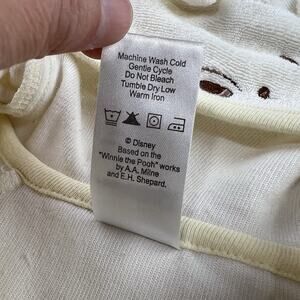 Machine Wash Cold
Gentle Cycle
Do Not Bleach
Tumble Dry Low
Warm Iron
© Disney
Based on the
"Winnie the Pooh" works
by A.A. Milne
and E.H. Shepard.